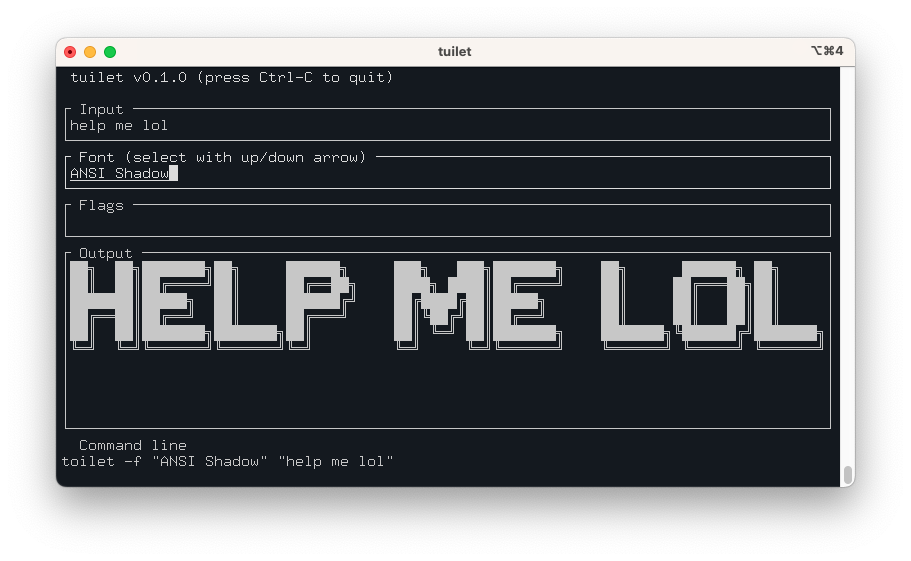 tuilet
⌥⌘4
tuilet v0.1.0 (press Ctrl-C to quit)
Input
help me lol
Font (select with up/down arrow)
ANSI Shadow
Flags
Output
HELP ME LOL
Command line
toilet -f "ANSI Shadow" "help me lol"